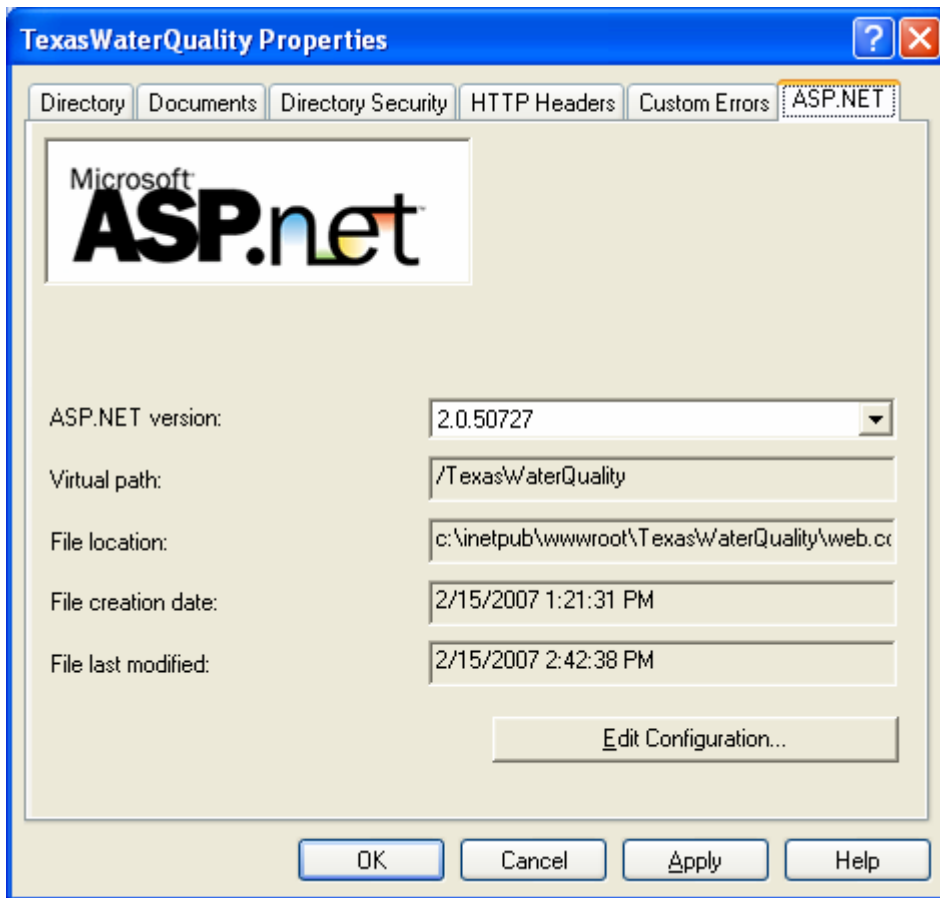 TexasWaterQuality Properties
Directory Documents Directory Security HTTP Headers Custom Errors ASP.NET
Microsoft
ASP.net
ASP.NET version: 2.0.50727
Virtual path: /TexasWaterQuality
File location: c:\inetpub\wwwroot\TexasWaterQuality\web.co
File creation date: 2/15/2007 1:21:31 PM
File last modified: 2/15/2007 2:42:38 PM
Edit Configuration...
OK Cancel Apply Help